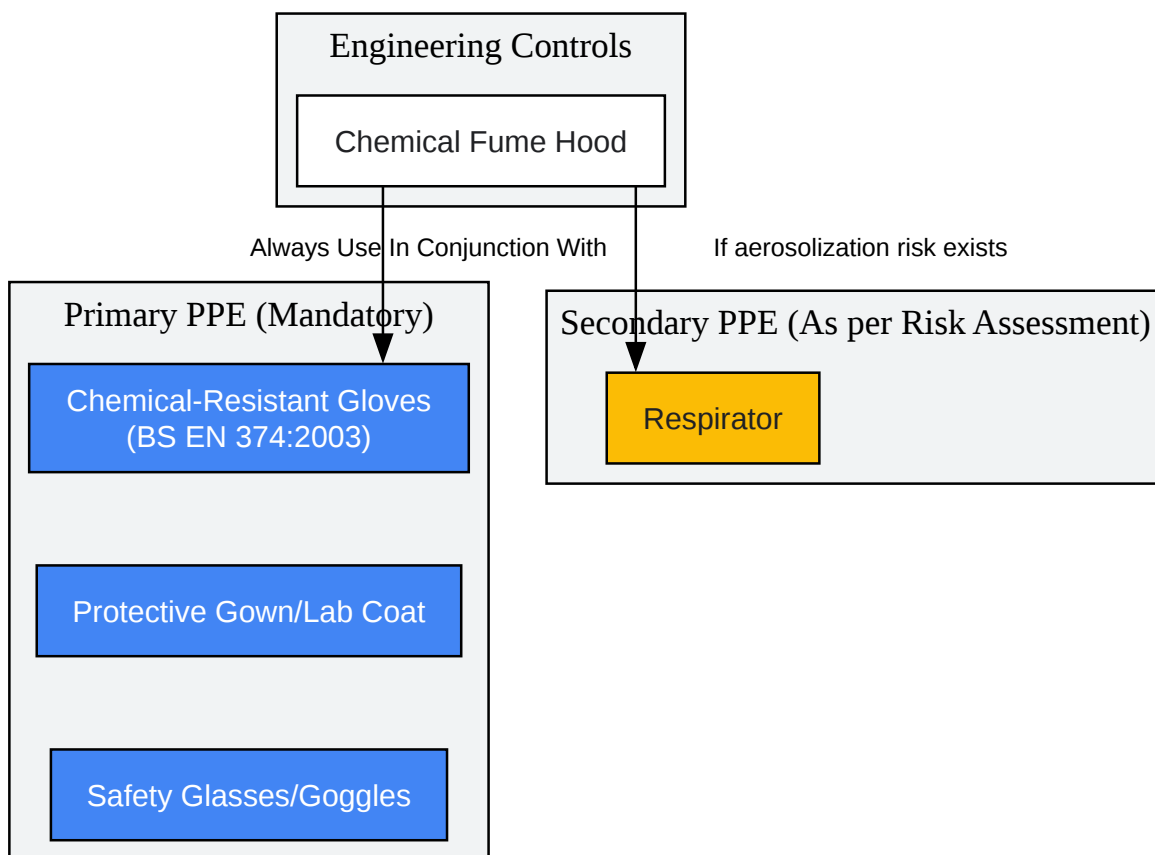 Engineering Controls
Chemical Fume Hood
Always Use In Conjunction With
If aerosolization risk exists
Primary PPE (Mandatory)
Chemical-Resistant Gloves
(BS EN 374:2003)
Protective Gown/Lab Coat
Safety Glasses/Goggles
Secondary PPE (As per Risk Assessment)
Respirator